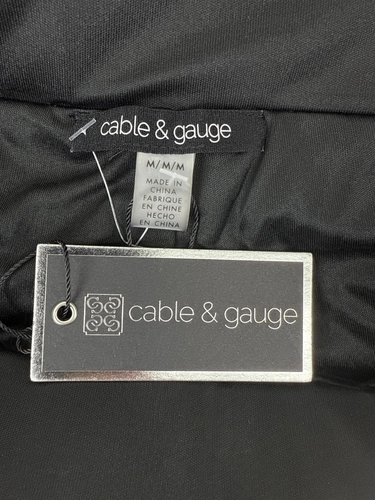 cable & gauge
M/M/M
MADE IN
CHINA
FABRIQUE
EN CHINE
HECHO
EN CHINA
cable & gauge